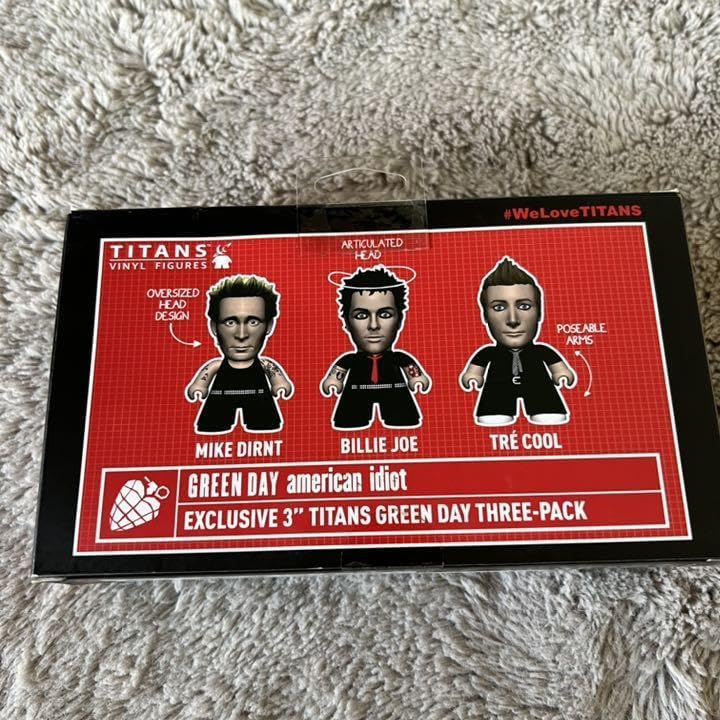 #WeLoveTITANS
TITANS™
VINYL FIGURES
ARTICULATED
HEAD
OVERSIZED
HEAD
DESIGN
POSEABLE
ARMS
MIKE DIRNT
BILLIE JOE
TRÉ COOL
GREEN DAY american idiot
EXCLUSIVE 3” TITANS GREEN DAY THREE-PACK